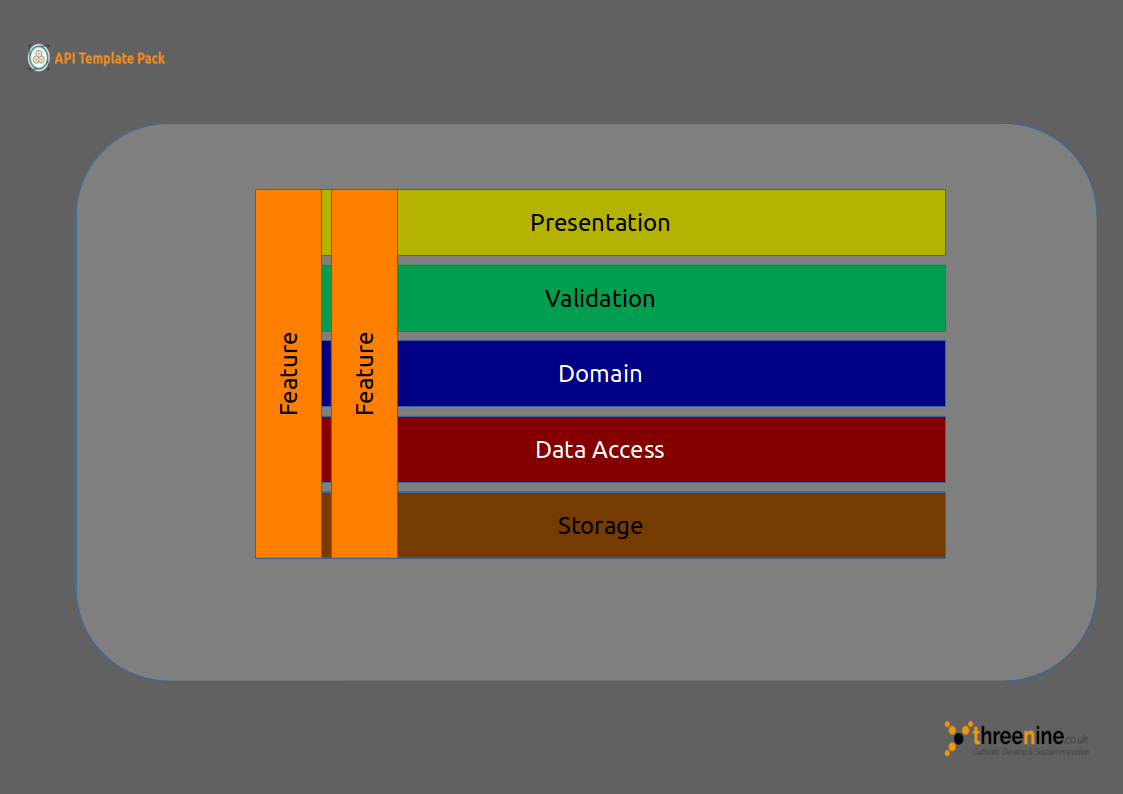 API Template Pack
Presentation
Validation
Feature
Feature
Domain
Data Access
Storage
threenine.co.uk
Cultivate, Develop & Sustain Innovation